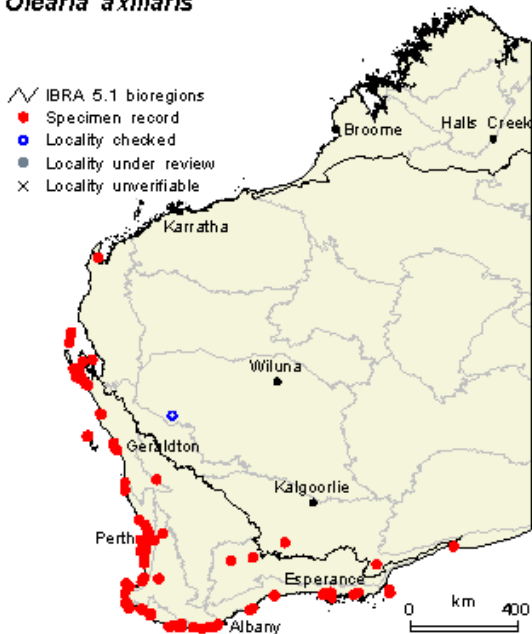 Olearia axillaris
IBRA 5.1 bioregions
Specimen record
Locality checked
Locality under review
× Locality unverifiable
Broome
Halls Creek
Karratha
Wiluna
Geraldton
Kalgoorlie
Perth
Esperance
Albany
km
0 400